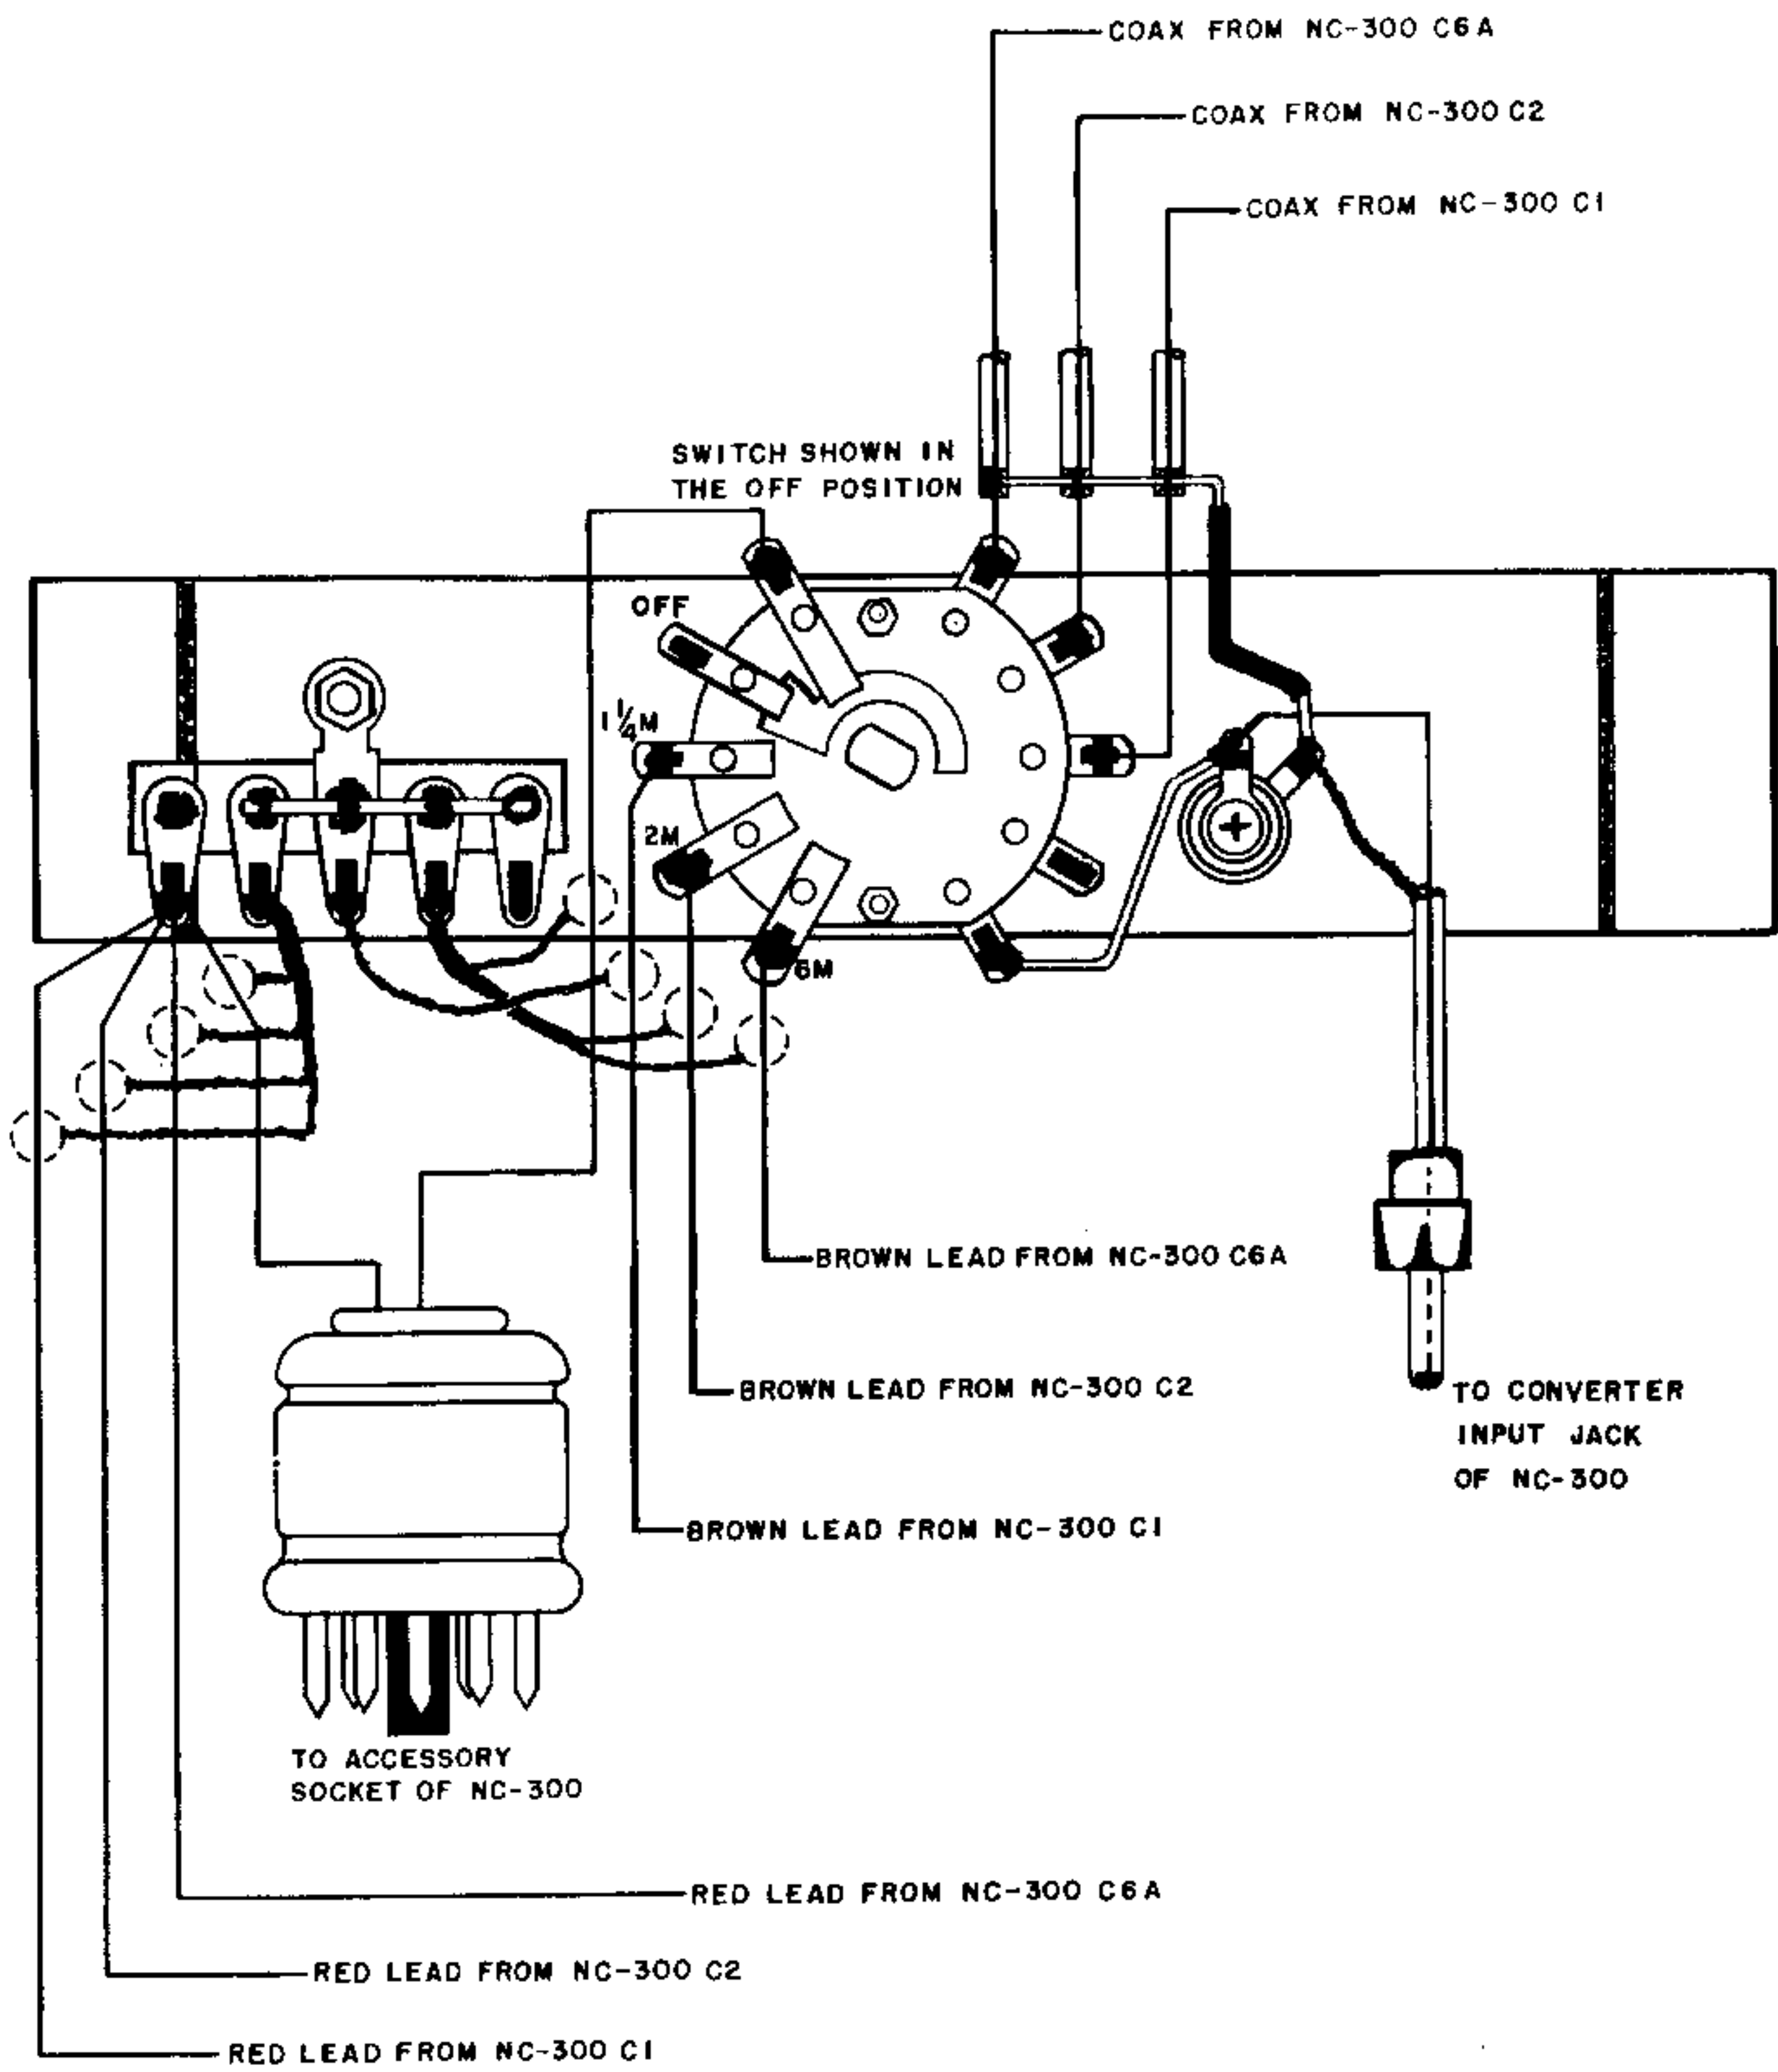 COAX FROM NC-300 C6A
COAX FROM NC-300 C2
COAX FROM NC-300 C1
SWITCH SHOWN IN
THE OFF POSITION
OFF
1 1/4 M
2M
6M
BROWN LEAD FROM NC-300 C6A
BROWN LEAD FROM NC-300 C2
TO CONVERTER
INPUT JACK
OF NC-300
BROWN LEAD FROM NC-300 C1
TO ACCESSORY
SOCKET OF NC-300
RED LEAD FROM NC-300 C6A
RED LEAD FROM NC-300 C2
RED LEAD FROM NC-300 C1